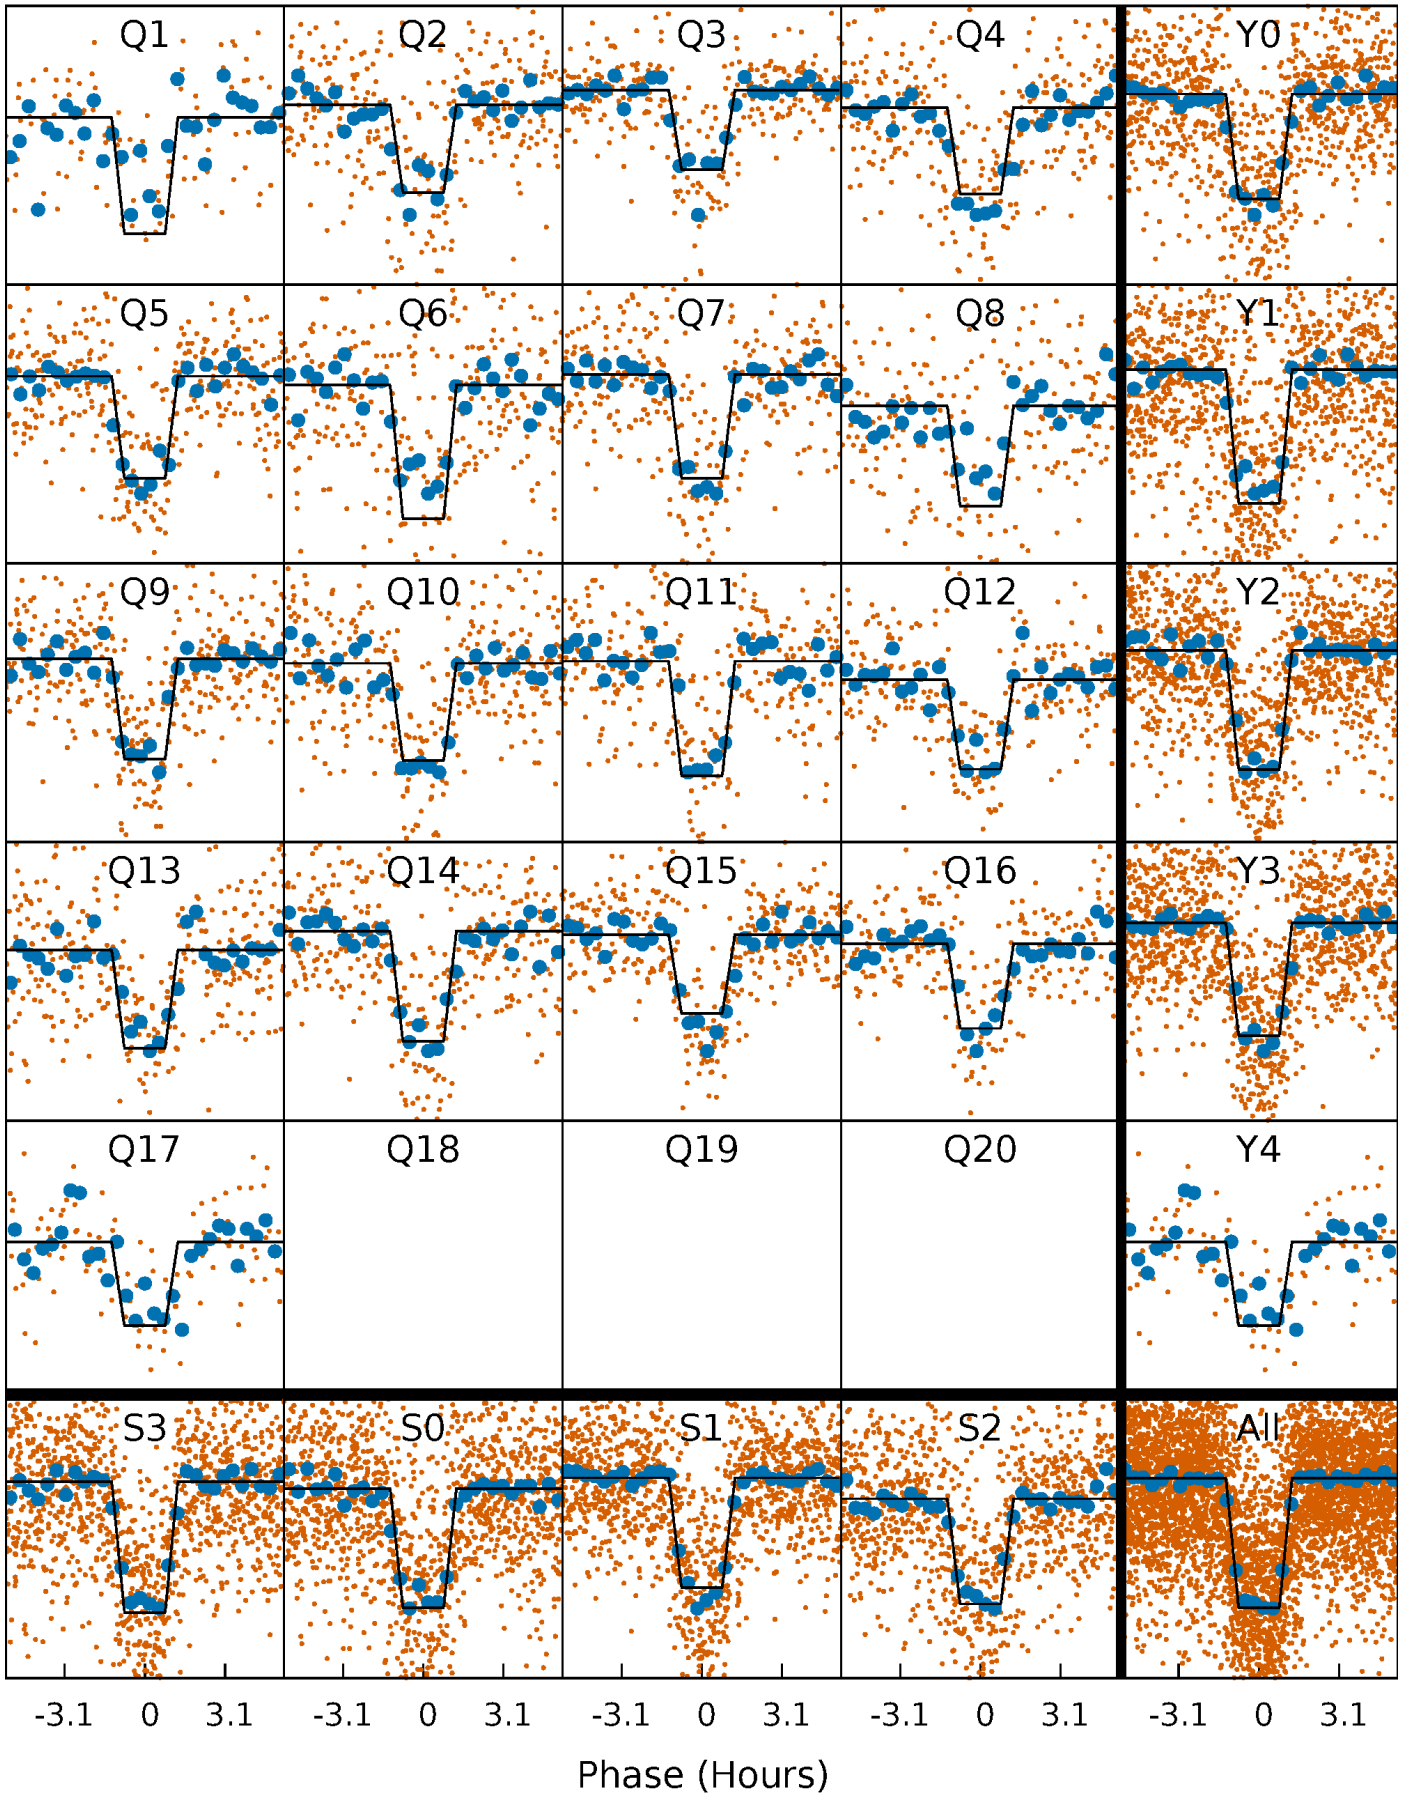 Q1 Q2 Q3 Q4 Y0
Q5 Q6 Q7 Q8 Y1
Q9 Q10 Q11 Q12 Y2
Q13 Q14 Q15 Q16 Y3
Q17 Q18 Q19 Q20 Y4
S3 S0 S1 S2 All
-3.1 0 3.1 -3.1 0 3.1 -3.1 0 3.1 -3.1 0 3.1 -3.1 0 3.1
Phase (Hours)